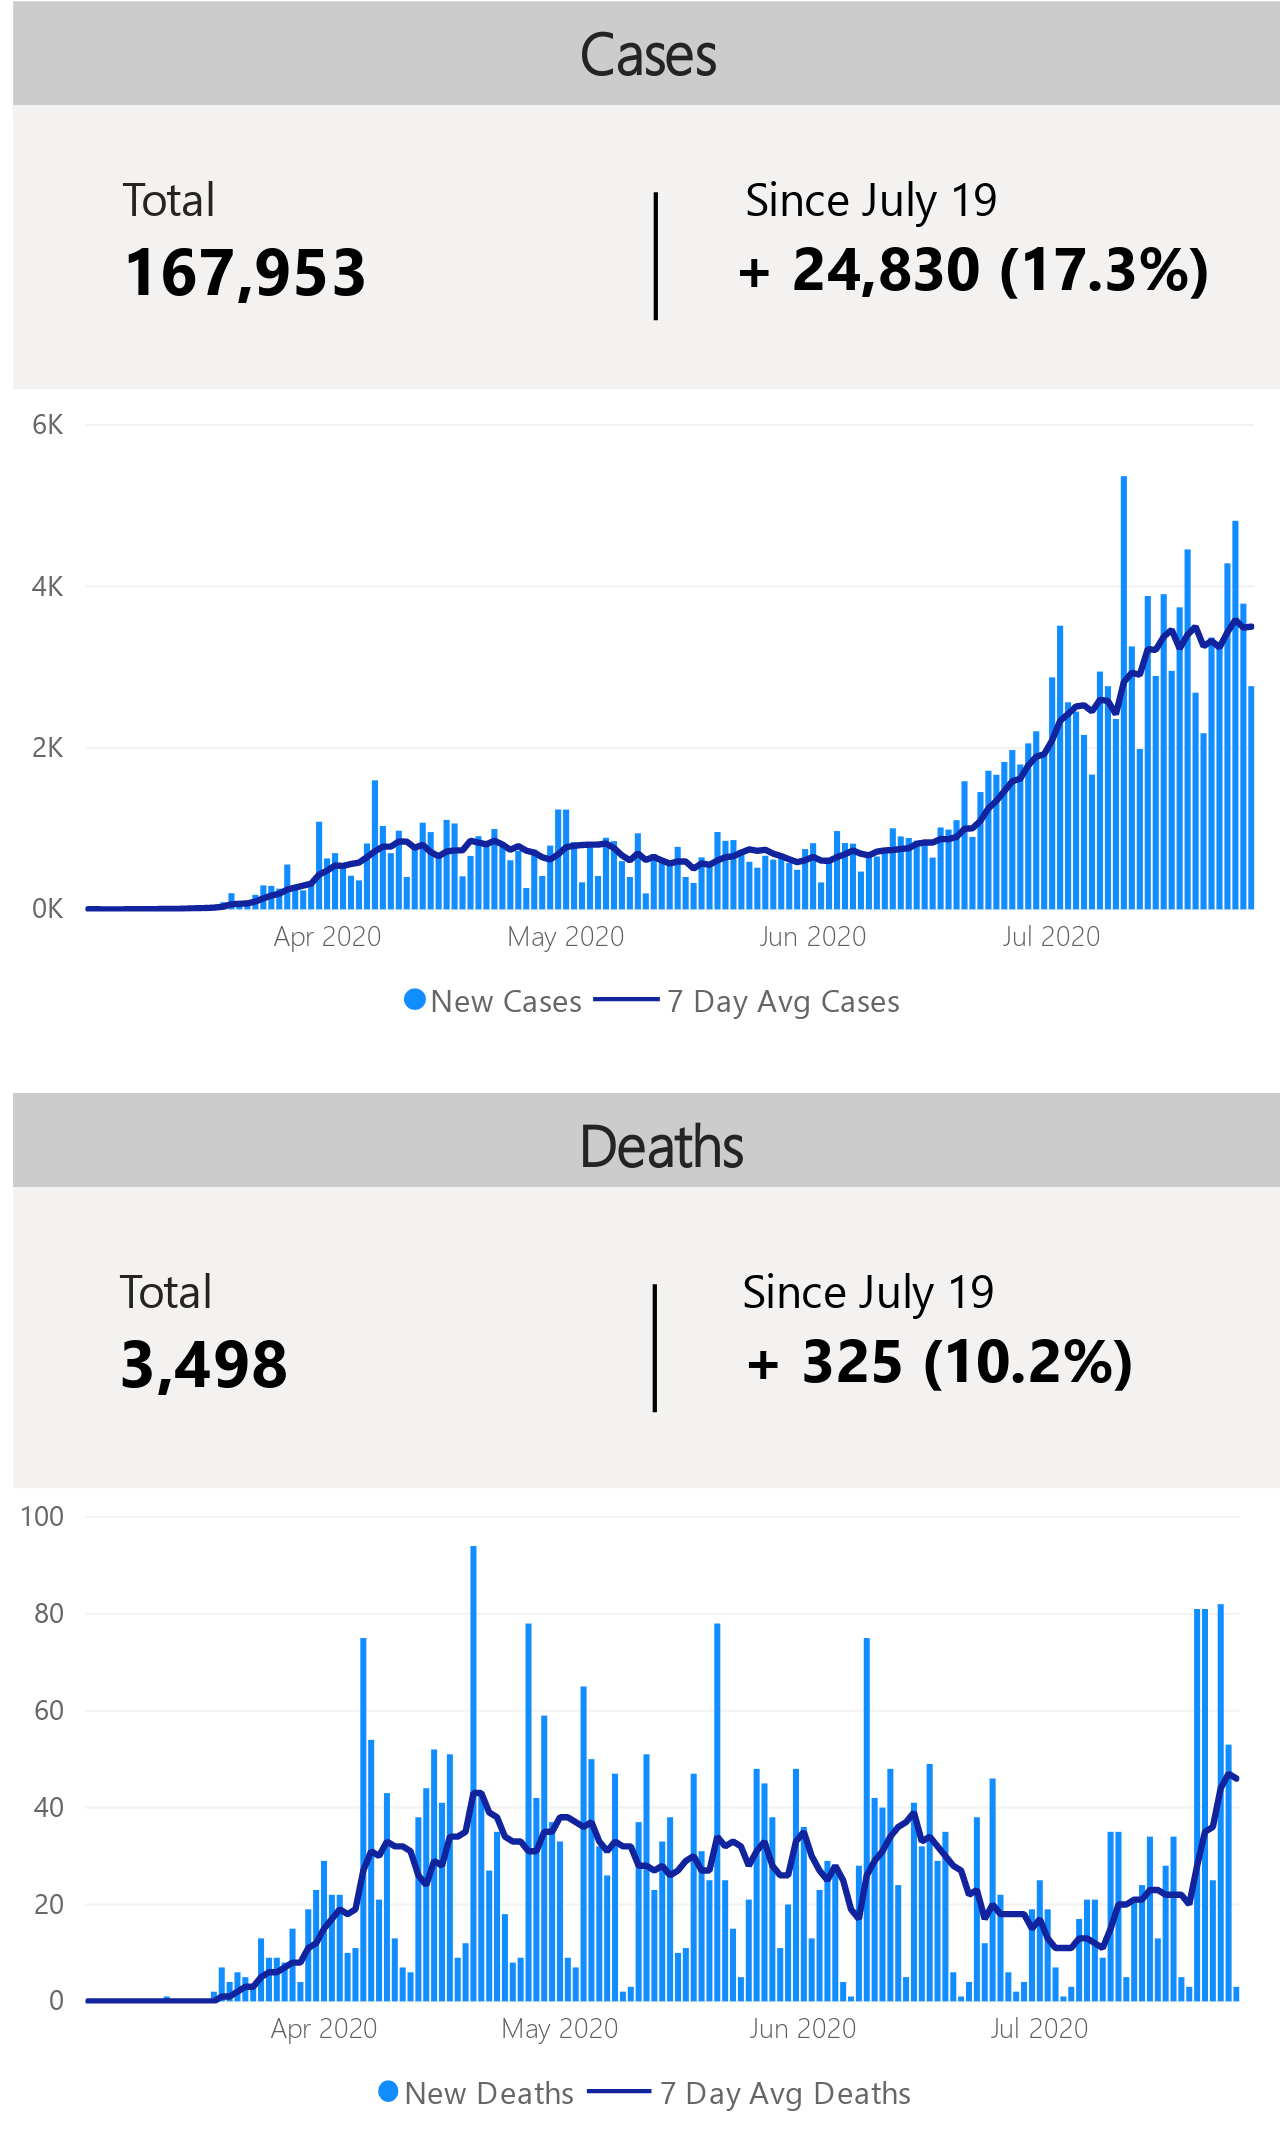 Cases
Total
Since July 19
167,953
+ 24,830 (17.3%)
6K
4K
2K
0K
Apr 2020
May 2020
Jun 2020
Jul 2020
New Cases
7 Day Avg Cases
Deaths
Total
Since July 19
3,498
+ 325 (10.2%)
100
80
60
40
20
0
Apr 2020
May 2020
Jun 2020
Jul 2020
New Deaths
7 Day Avg Deaths